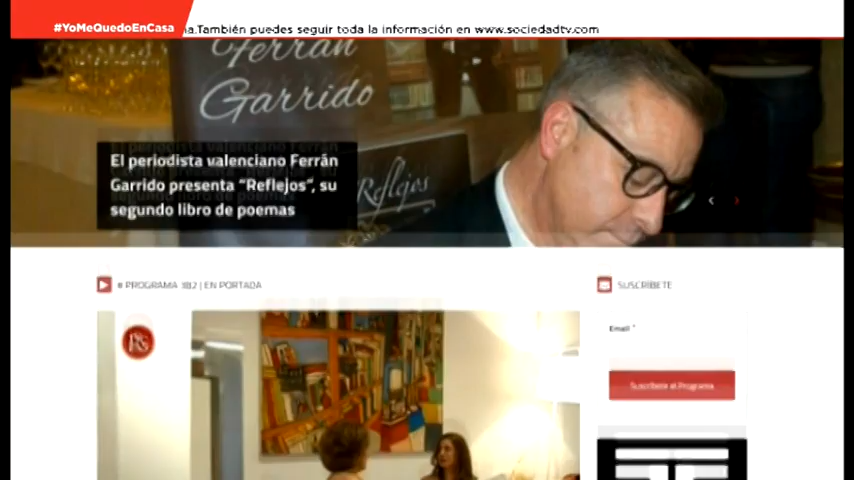 #YoMeQuedoEnCasa
na.También puedes seguir toda la información en www.sociedadtv.com
Ferrán
Garrido
El periodista valenciano Ferrán
Garrido presenta "Reflejos", su
segundo libro de poemas
Reflejos
# PROGRAMA 182 | EN PORTADA
SUSCRÍBETE
Email *
Suscríbete al Programa